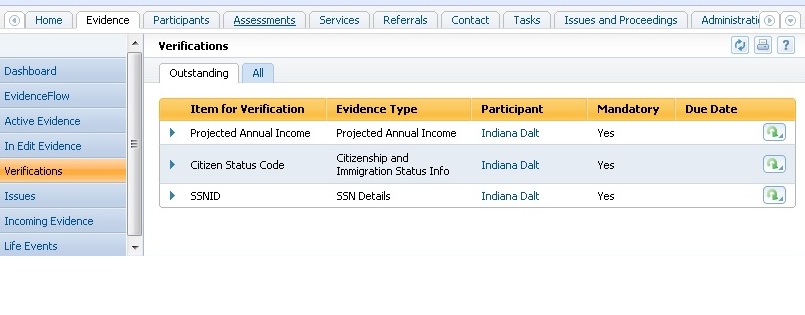 Home Evidence Participants Assessments Services Referrals Contact Tasks Issues and Proceedings
Verifications
Outstanding All
Dashboard
EvidenceFlow
Active Evidence
In Edit Evidence
Verifications
Issues
Incoming Evidence
Life Events
Item for Verification Evidence Type Participant Mandatory Due Date
Projected Annual Income Projected Annual Income Indiana Dalt Yes
Citizen Status Code Citizenship and Immigration Status Info Indiana Dalt Yes
SSNID SSN Details Indiana Dalt Yes